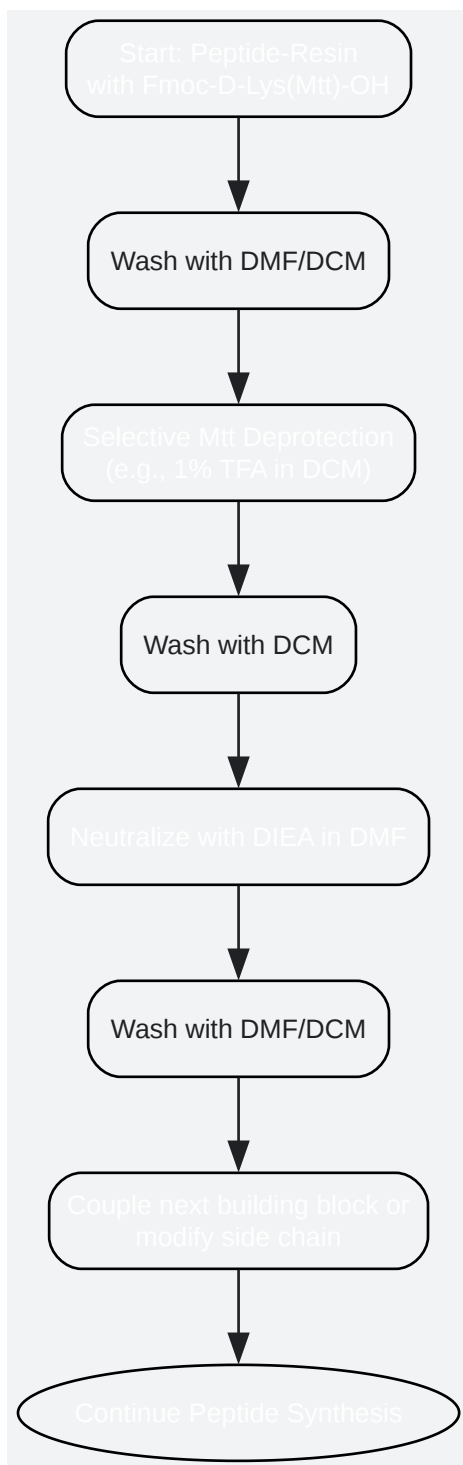 Start: Peptide-Resin
with Fmoc-D-Lys(Mtt)-OH
Wash with DMF/DCM
Selective Mtt Deprotection
(e.g., 1% TFA in DCM)
Wash with DCM
Neutralize with DIEA in DMF
Wash with DMF/DCM
Couple next building block or
modify side chain
Continue Peptide Synthesis